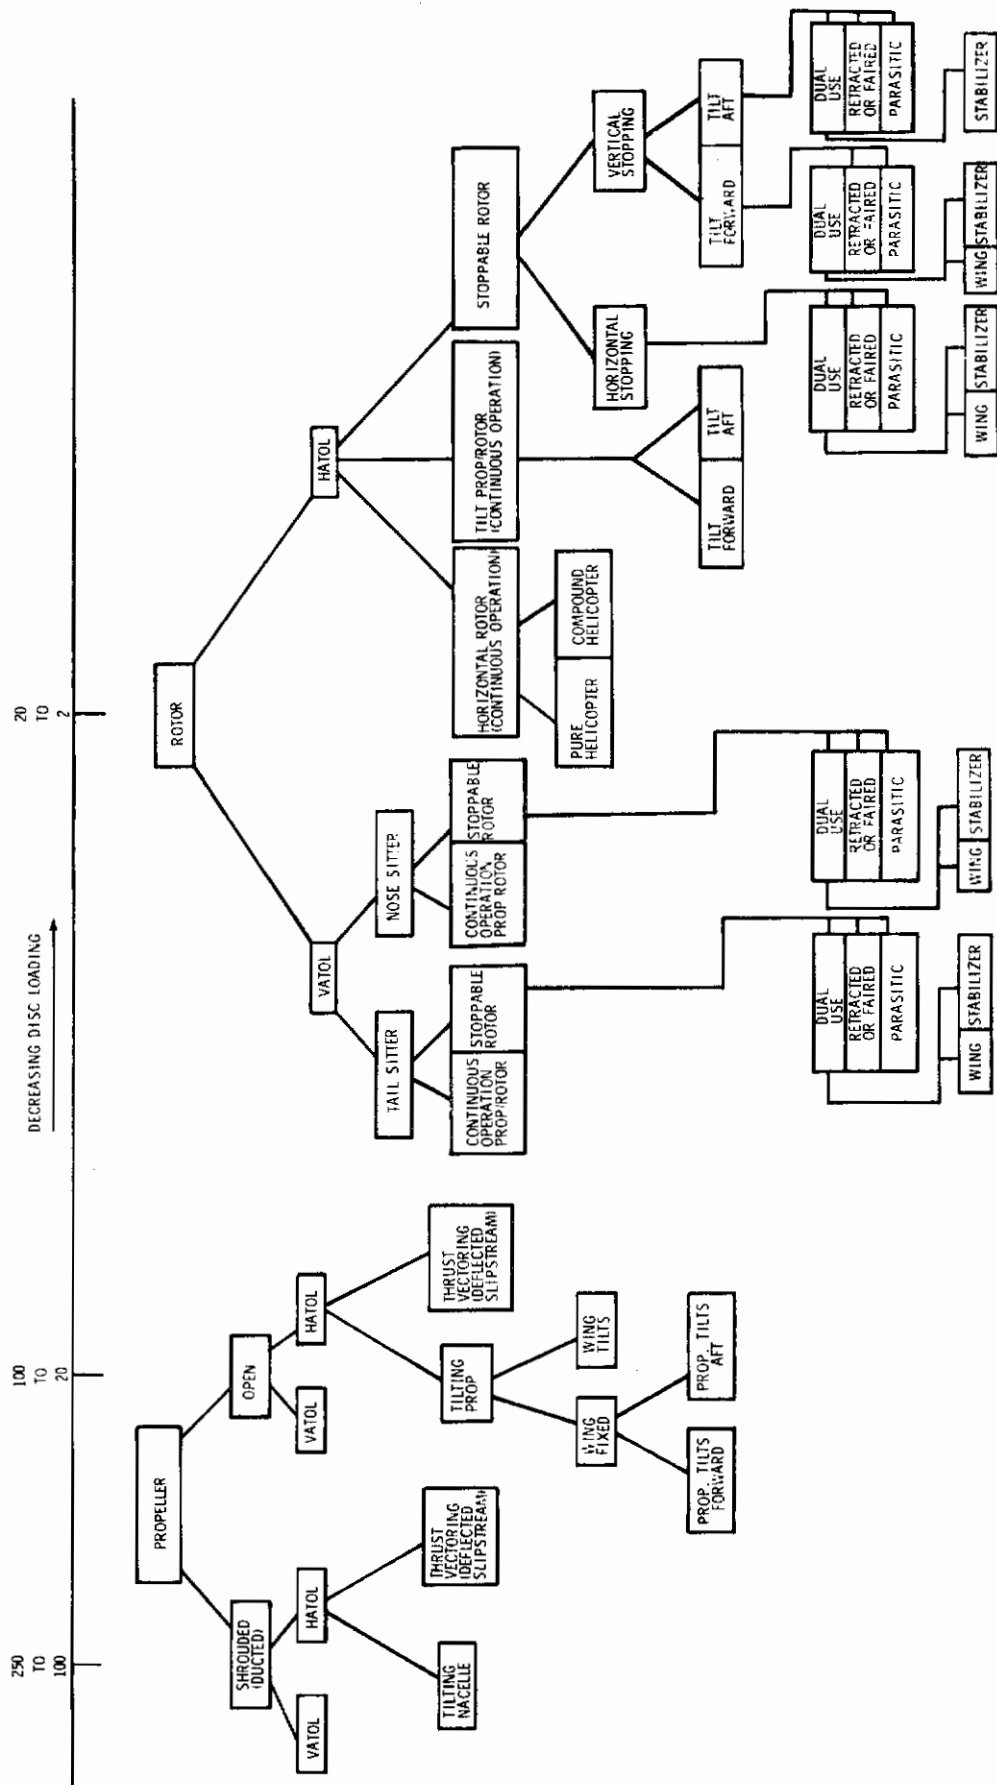 DECREASING DISC LOADING
250
TO
100
100
TO
20
20
TO
2
PROPELLER
ROTOR
SHROUDED
(DUCTED)
OPEN
VATOL
HATOL
VATOL
HATOL
VATOL
HATOL
TAIL SITTER
NOSE SITTER
TILTING
NACELLE
THRUST
VECTORING
(DEFLECTED
SLIPSTREAM)
TILTING
PROP
THRUST
VECTORING
(DEFLECTED
SLIPSTREAM)
CONTINUOUS
OPERATION
PROP/ROTOR
STOPPABLE
ROTOR
CONTINUOUS
OPERATION
PROP ROTOR
STOPPABLE
ROTOR
HORIZONTAL ROTOR
(CONTINUOUS OPERATION)
TILT PROP/ROTOR
(CONTINUOUS OPERATION)
STOPPABLE ROTOR
WING
FIXED
WING
TILTS
PURE
HELICOPTER
COMPOUND
HELICOPTER
HORIZONTAL
STOPPING
VERTICAL
STOPPING
PROP. TILTS
FORWARD
PROP. TILTS
AFT
TILT
FORWARD
TILT
AFT
TILT
FORWARD
TILT
AFT
DUAL
USE
RETRACTED
OR FAIRED
PARASITIC
DUAL
USE
RETRACTED
OR FAIRED
PARASITIC
DUAL
USE
RETRACTED
OR FAIRED
PARASITIC
DUAL
USE
RETRACTED
OR FAIRED
PARASITIC
DUAL
USE
RETRACTED
OR FAIRED
PARASITIC
WING
STABILIZER
WING
STABILIZER
WING
STABILIZER
WING
STABILIZER
STABILIZER